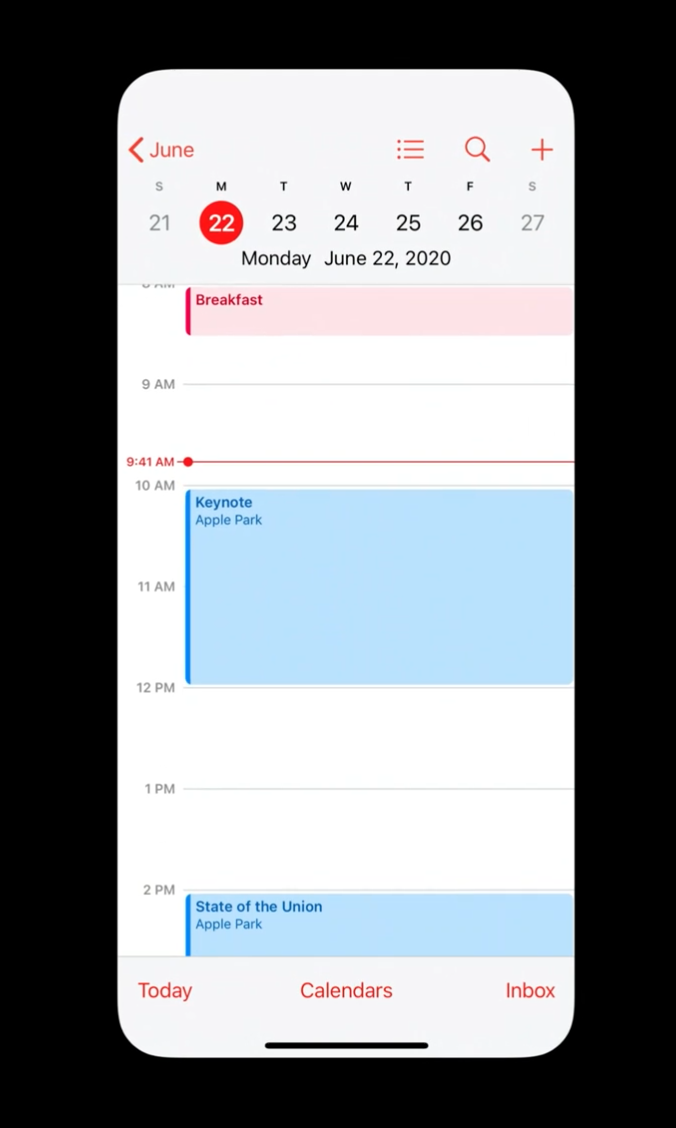 June
S M T W T F S
21 22 23 24 25 26 27
Monday June 22, 2020
Breakfast
9 AM
9:41 AM
10 AM
Keynote
Apple Park
11 AM
12 PM
1 PM
2 PM
State of the Union
Apple Park
Today Calendars Inbox